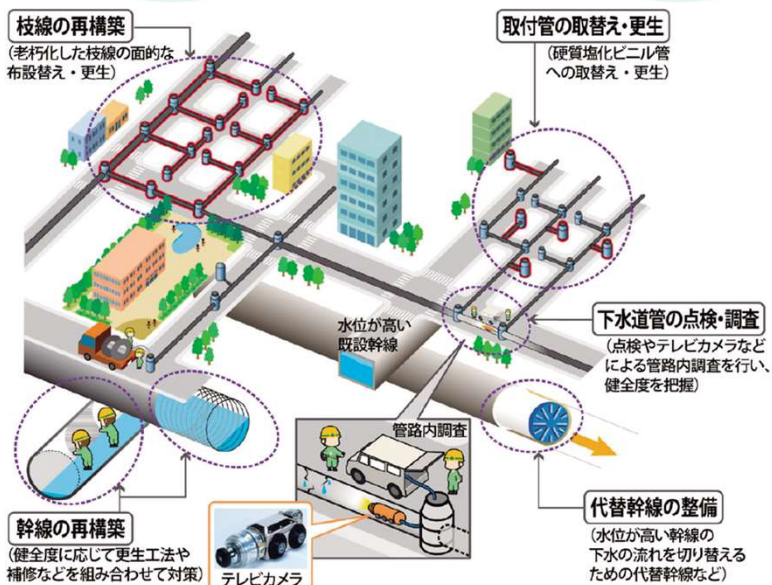 枝線の再構築
(老朽化した枝線の面的な
布設替え・更生)
取付管の取替え・更生
(硬質塩化ビニル管
への取替え・更生)
水位が高い
既設幹線
下水道管の点検・調査
(点検やテレビカメラなど
による管路内調査を行い、
健全度を把握)
管路内調査
幹線の再構築
(健全度に応じて更生工法や
補修などを組み合わせて対策)
テレビカメラ
代替幹線の整備
(水位が高い幹線の
下水の流れを切り替える
ための代替幹線など)